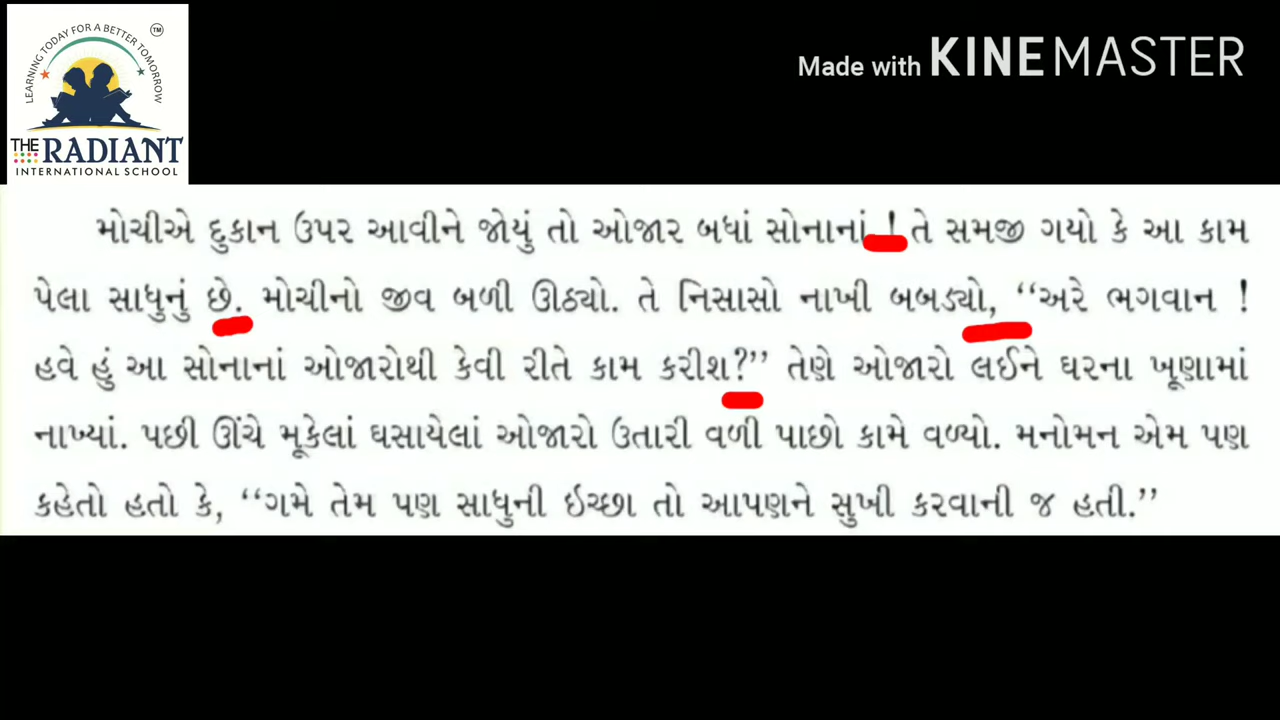 LEARNING TODAY FOR A BETTER TOMORROW
TM
THE RADIANT
INTERNATIONAL SCHOOL
Made with KINEMASTER
મોચીએ દુકાન ઉપર આવીને જોયું તો ઓજાર બધાં સોનાનાં ! તે સમજી ગયો કે આ કામ
પેલા સાધુનું છે. મોચીનો જીવ બળી ઊઠ્યો. તે નિસાસો નાખી બબડ્યો, “અરે ભગવાન !
હવે હું આ સોનાનાં ઓજારોથી કેવી રીતે કામ કરીશ?” તેણે ઓજારો લઈને ઘરના ખૂણામાં
નાખ્યાં. પછી ઊંચે મૂકેલાં ઘસાયેલાં ઓજારો ઉતારી વળી પાછો કામે વળ્યો. મનોમન એમ પણ
કહેતો હતો કે, “ગમે તેમ પણ સાધુની ઇચ્છા તો આપણને સુખી કરવાની જ હતી.”